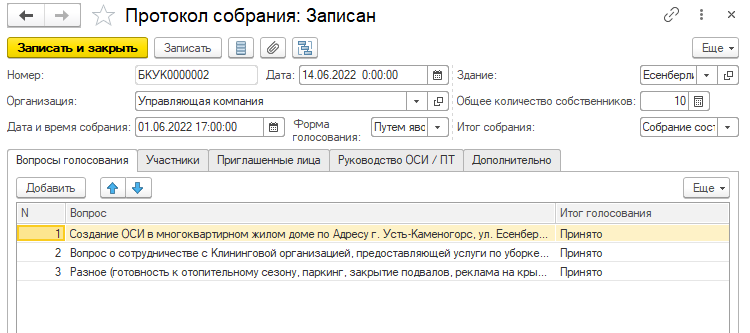 Протокол собрания: Записан
Записать и закрыть Записать Еще
Номер: БКУК0000002 Дата: 14.06.2022 0:00:00 Здание: Есенберл
Организация: Управляющая компания Общее количество собственников: 10
Дата и время собрания: 01.06.2022 17:00:00 Форма голосования: Путем явс Итог собрания: Собрание сост
Вопросы голосования Участники Приглашенные лица Руководство ОСИ / ПТ Дополнительно
Добавить Еще
N Вопрос Итог голосования
1 Создание ОСИ в многоквартирном жилом доме по Адресу г. Усть-Каменогорс, ул. Есенбер... Принято
2 Вопрос о сотрудничестве с Клининговой организацией, предоставляющей услуги по уборке... Принято
3 Разное (готовность к отопительному сезону, паркинг, закрытие подвалов, реклама на кры... Принято